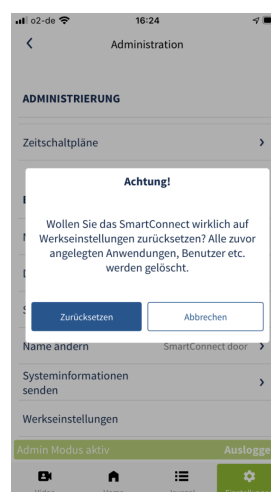 o2-de 16:24
Administration
ADMINISTRIERUNG
Zeitschaltpläne
Achtung!
Wollen Sie das SmartConnect wirklich auf
Werkseinstellungen zurücksetzen? Alle zuvor
angelegten Anwendungen, Benutzer etc.
werden gelöscht.
Zurücksetzen Abbrechen
Name ändern SmartConnect door
Systeminformationen
senden
Werkseinstellungen
Admin Modus aktiv Auslogge